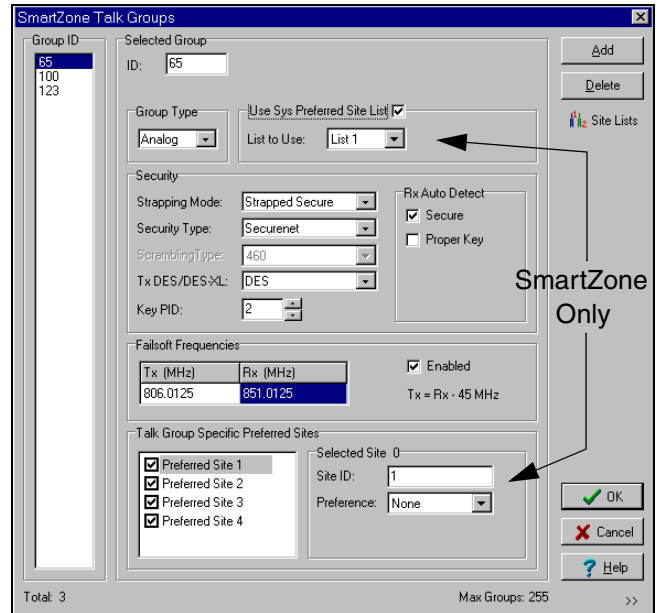 SmartZone Talk Groups
Group ID
65
100
123
Selected Group
ID: 65
Group Type
Analog
Use Sys Preferred Site List
List to Use: List 1
Security
Strapping Mode: Strapped Secure
Security Type: Securenet
ScramblingType: 460
Tx DES/DES-XL: DES
Key PID: 2
Rx Auto Detect
Secure
Proper Key
Failsoft Frequencies
Tx (MHz) Rx (MHz)
806.0125 851.0125
Enabled
Tx = Rx - 45 MHz
Talk Group Specific Preferred Sites
Preferred Site 1
Preferred Site 2
Preferred Site 3
Preferred Site 4
Selected Site 0
Site ID: 1
Preference: None
Add
Delete
Site Lists
SmartZone
Only
OK
Cancel
Help
Total: 3
Max Groups: 255
>>